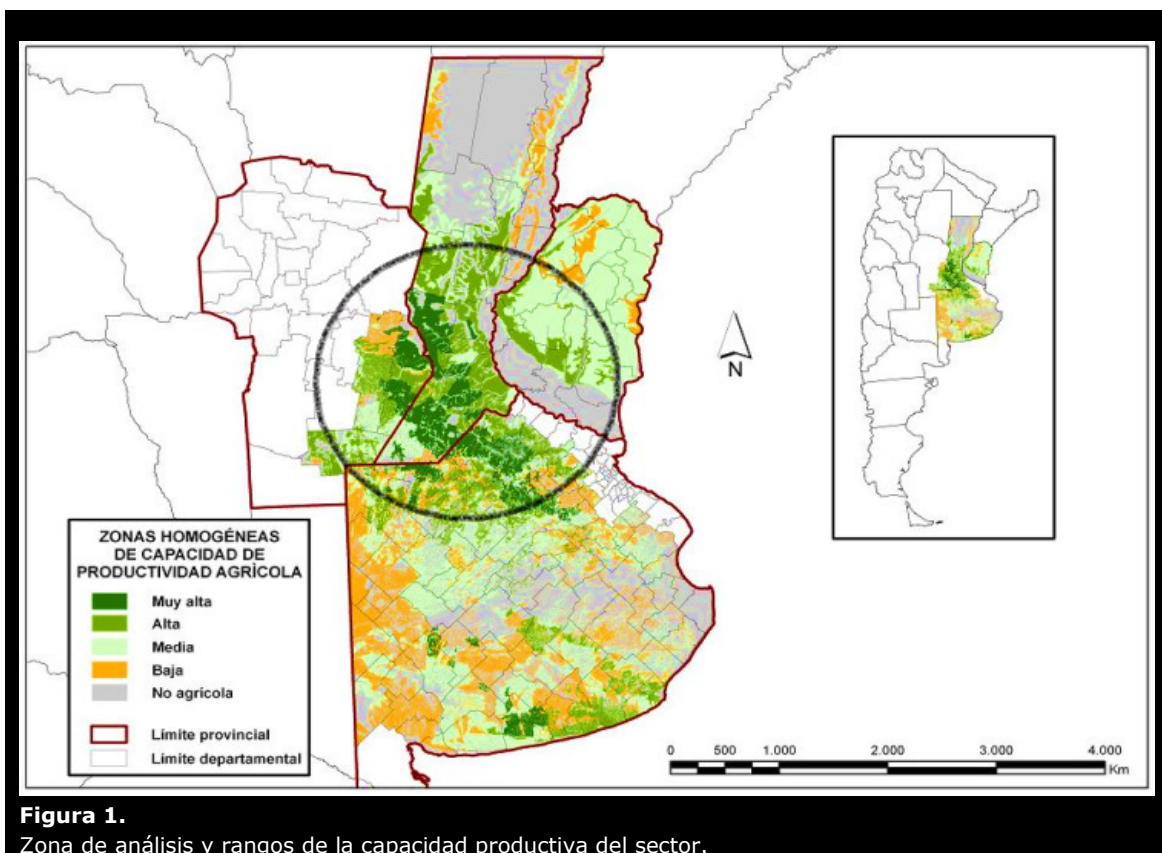 N
ZONAS HOMOGÉNEAS
DE CAPACIDAD DE
PRODUCTIVIDAD AGRÌCOLA
Muy alta
Alta
Media
Baja
No agrícola
Límite provincial
Límite departamental
0 500 1.000 2.000 3.000 4.000
Km
Figura 1.
Zona de análisis y rangos de la capacidad productiva del sector.